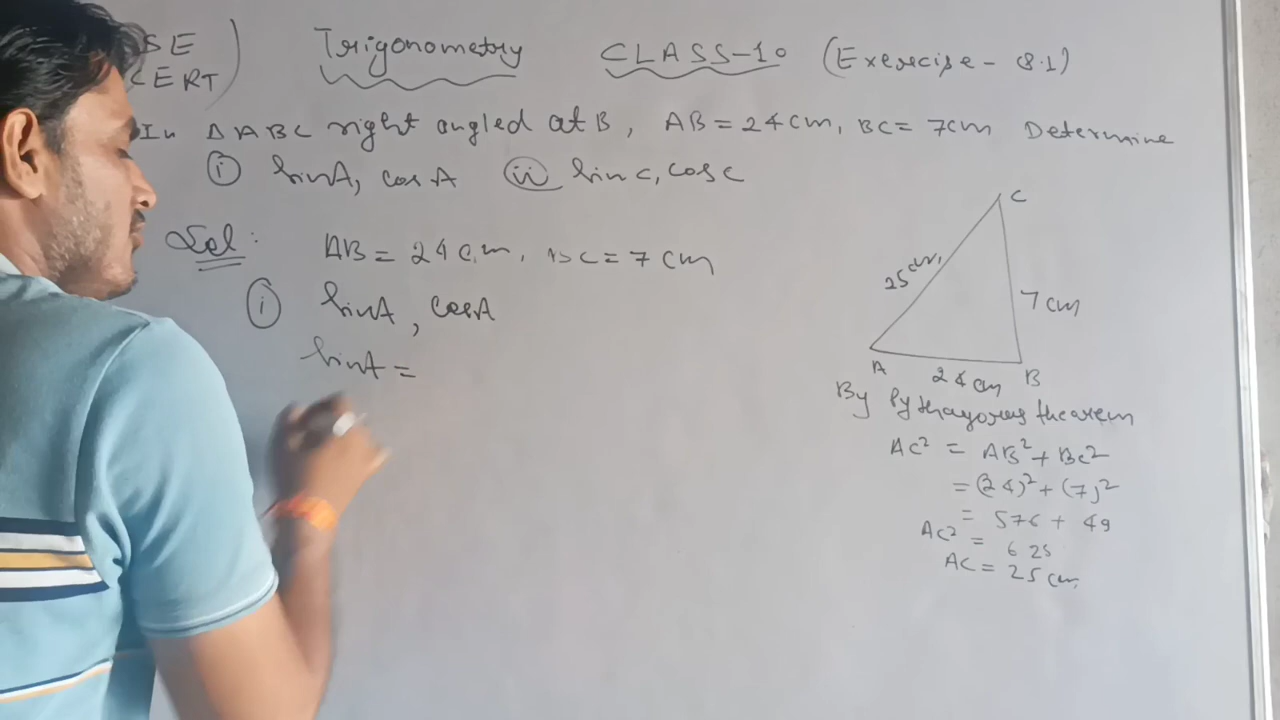 SE) Trigonometry CLASS-10 (Exercise - 8.1)
CERT)
In △ABC right angled at B, AB = 24 cm, BC = 7cm Determine
(i) sinA, cosA (ii) sinc, cosc
Sol: AB = 24 cm, BC = 7 cm
(i) sinA, cosA
sinA =
C
25 cm,
7 cm
A
24 cm
B
By Pythagorus thearem
AC² = AB² + BC²
= (24)² + (7)²
= 576 + 49
AC² = 625
AC = 25 cm,